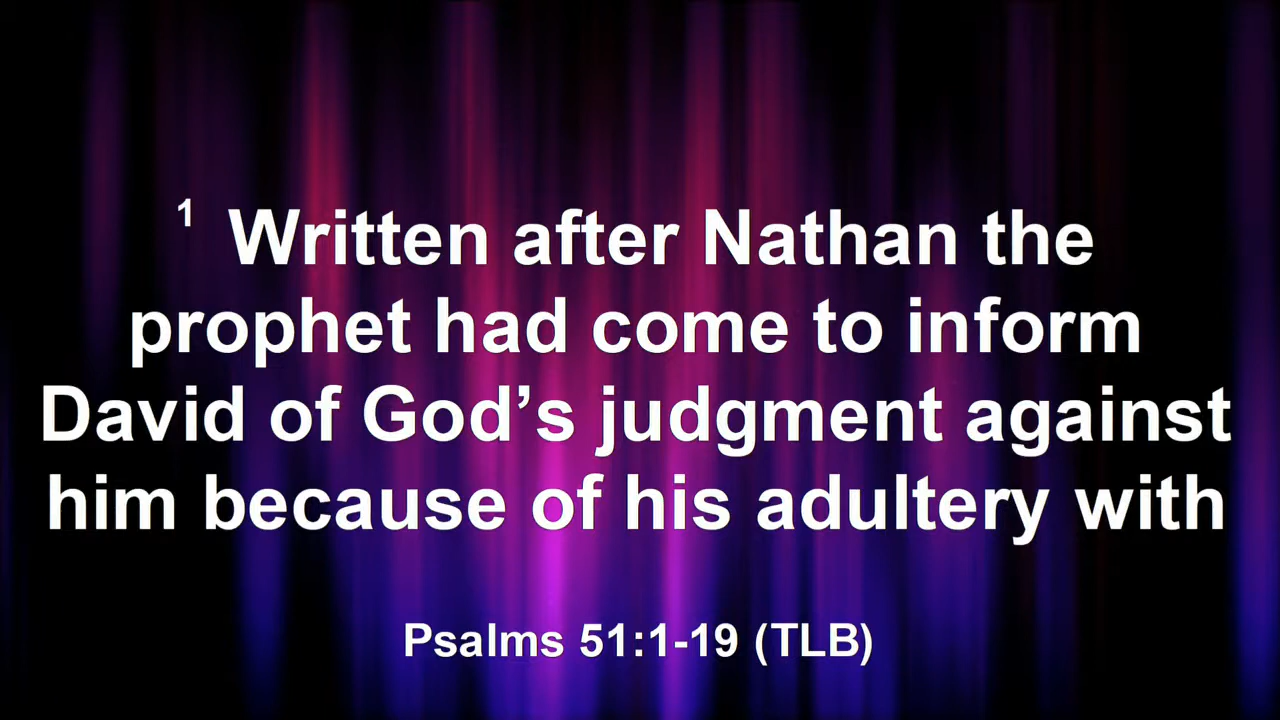 1 Written after Nathan the
prophet had come to inform
David of God’s judgment against
him because of his adultery with
Psalms 51:1-19 (TLB)